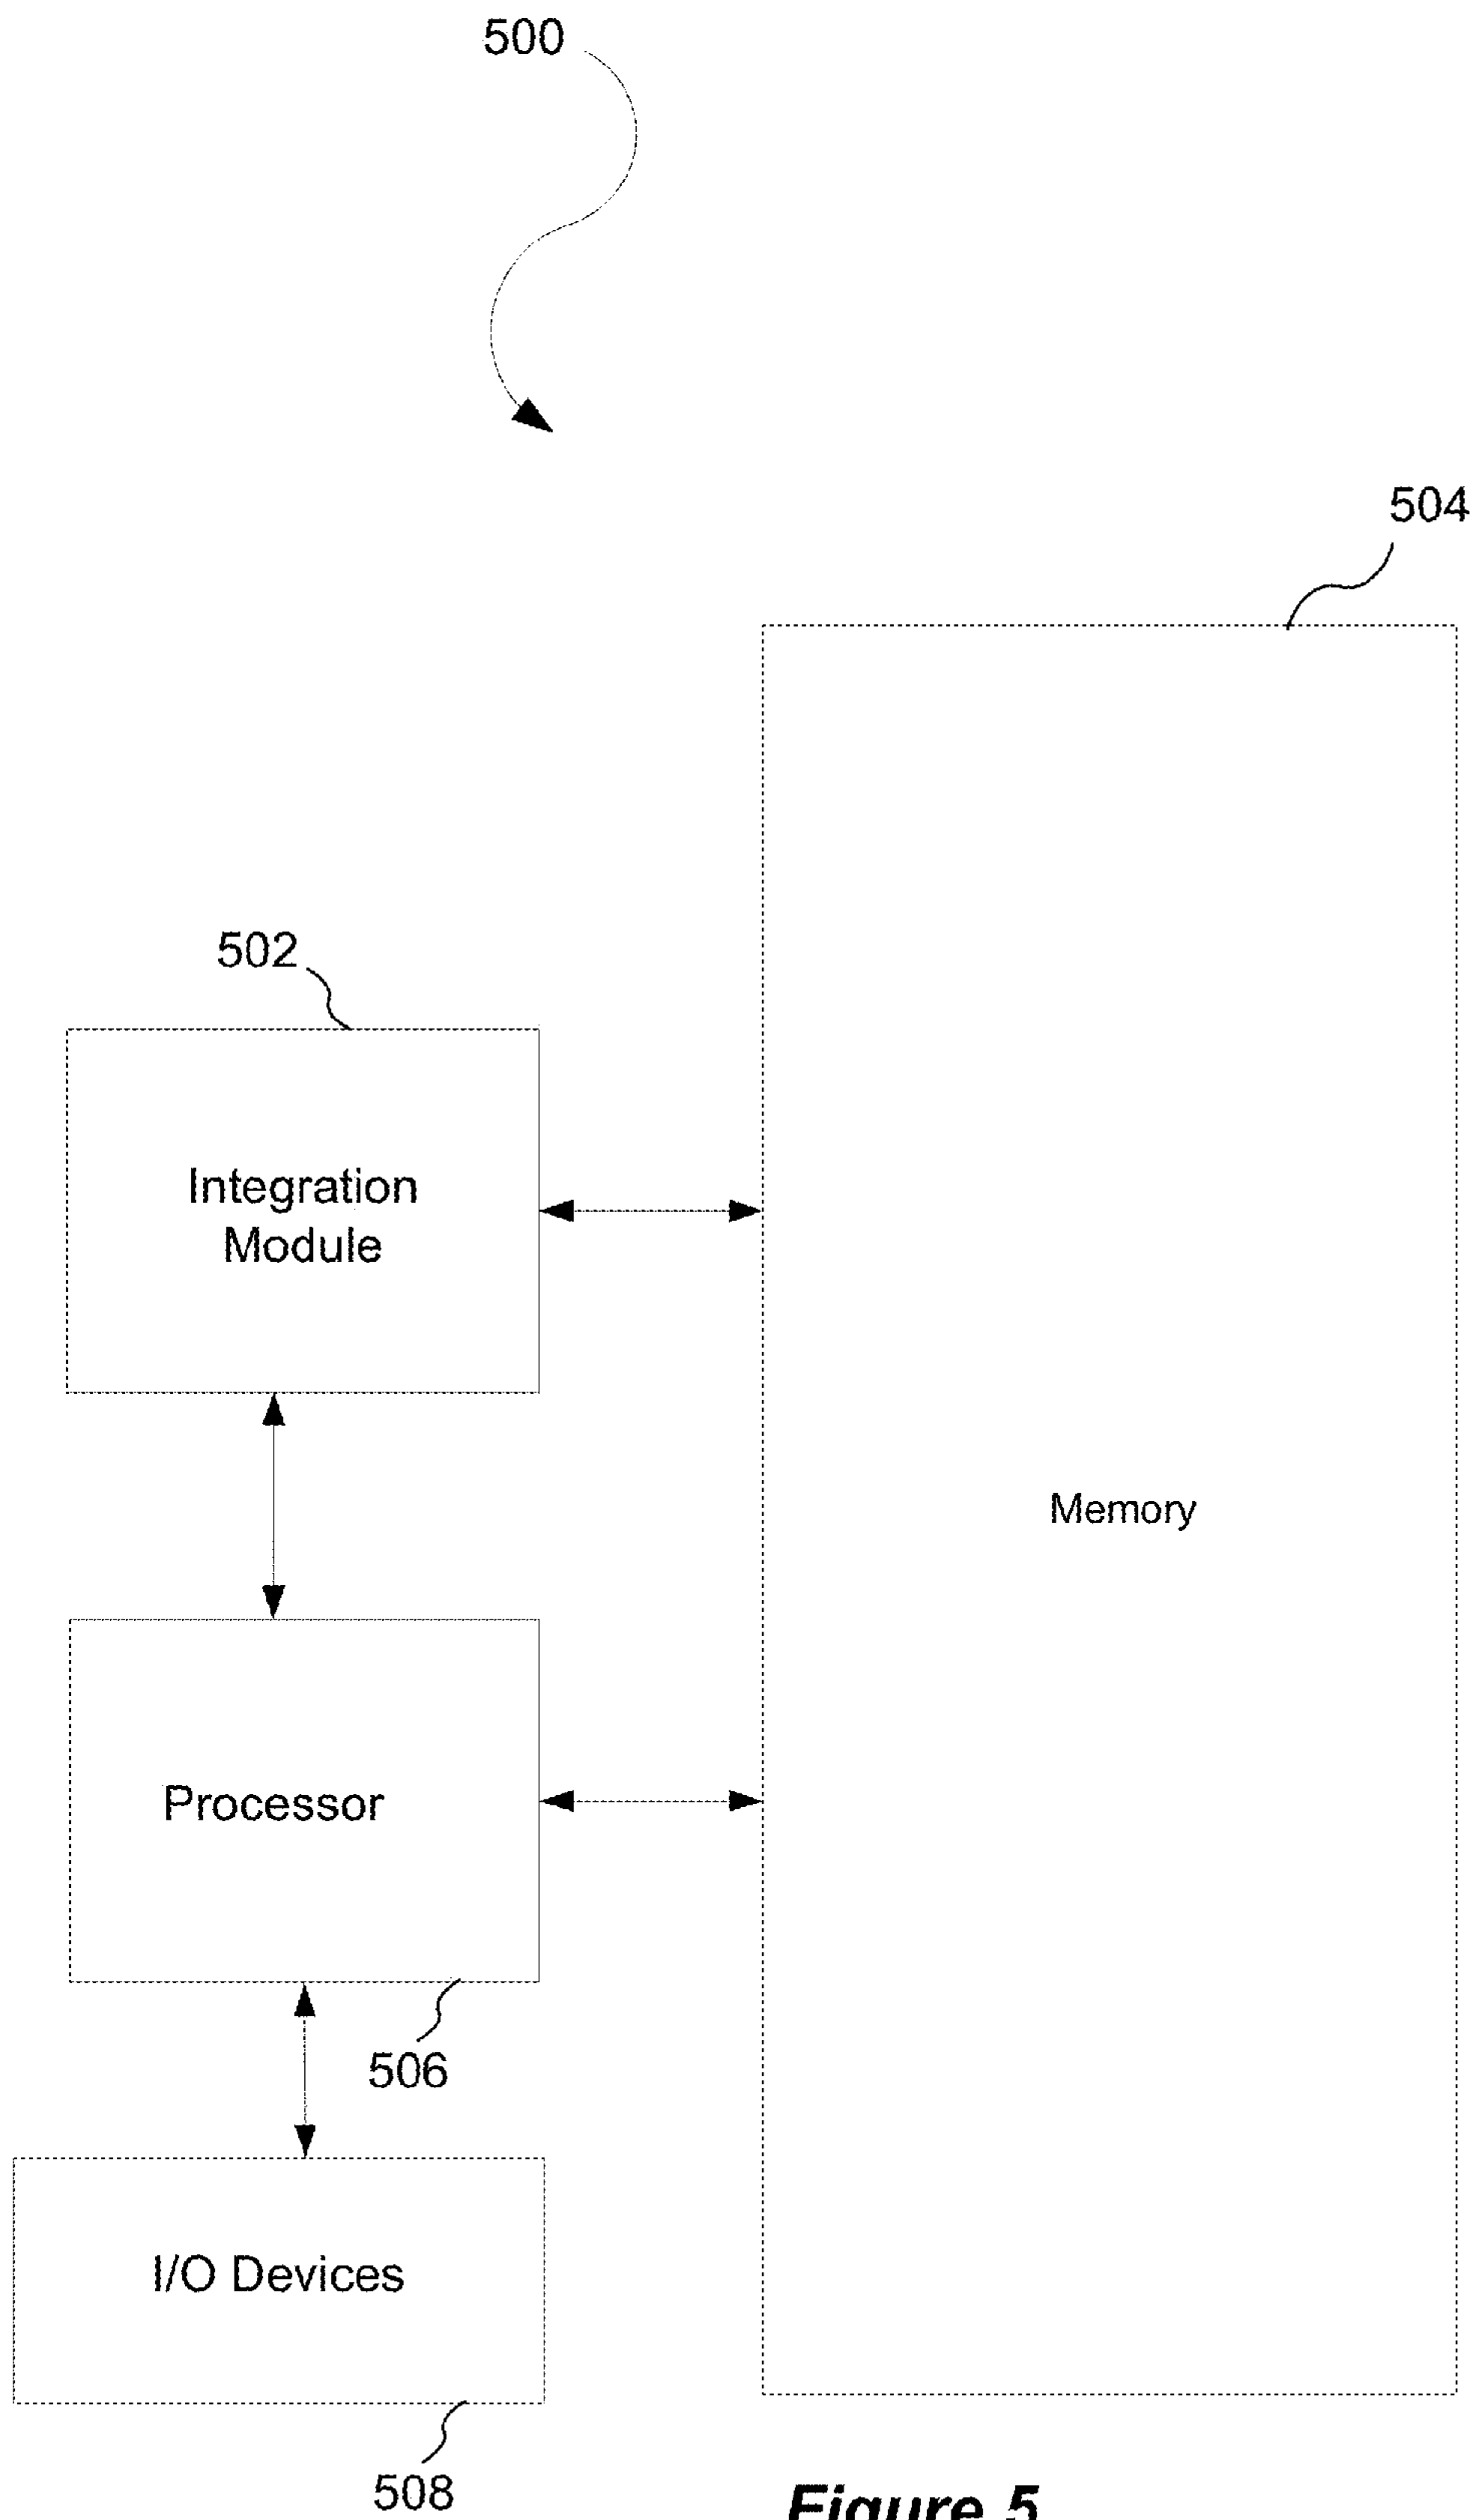 500
504
502
Integration
Module
Memory
Processor
506
I/O Devices
508
Figure 5